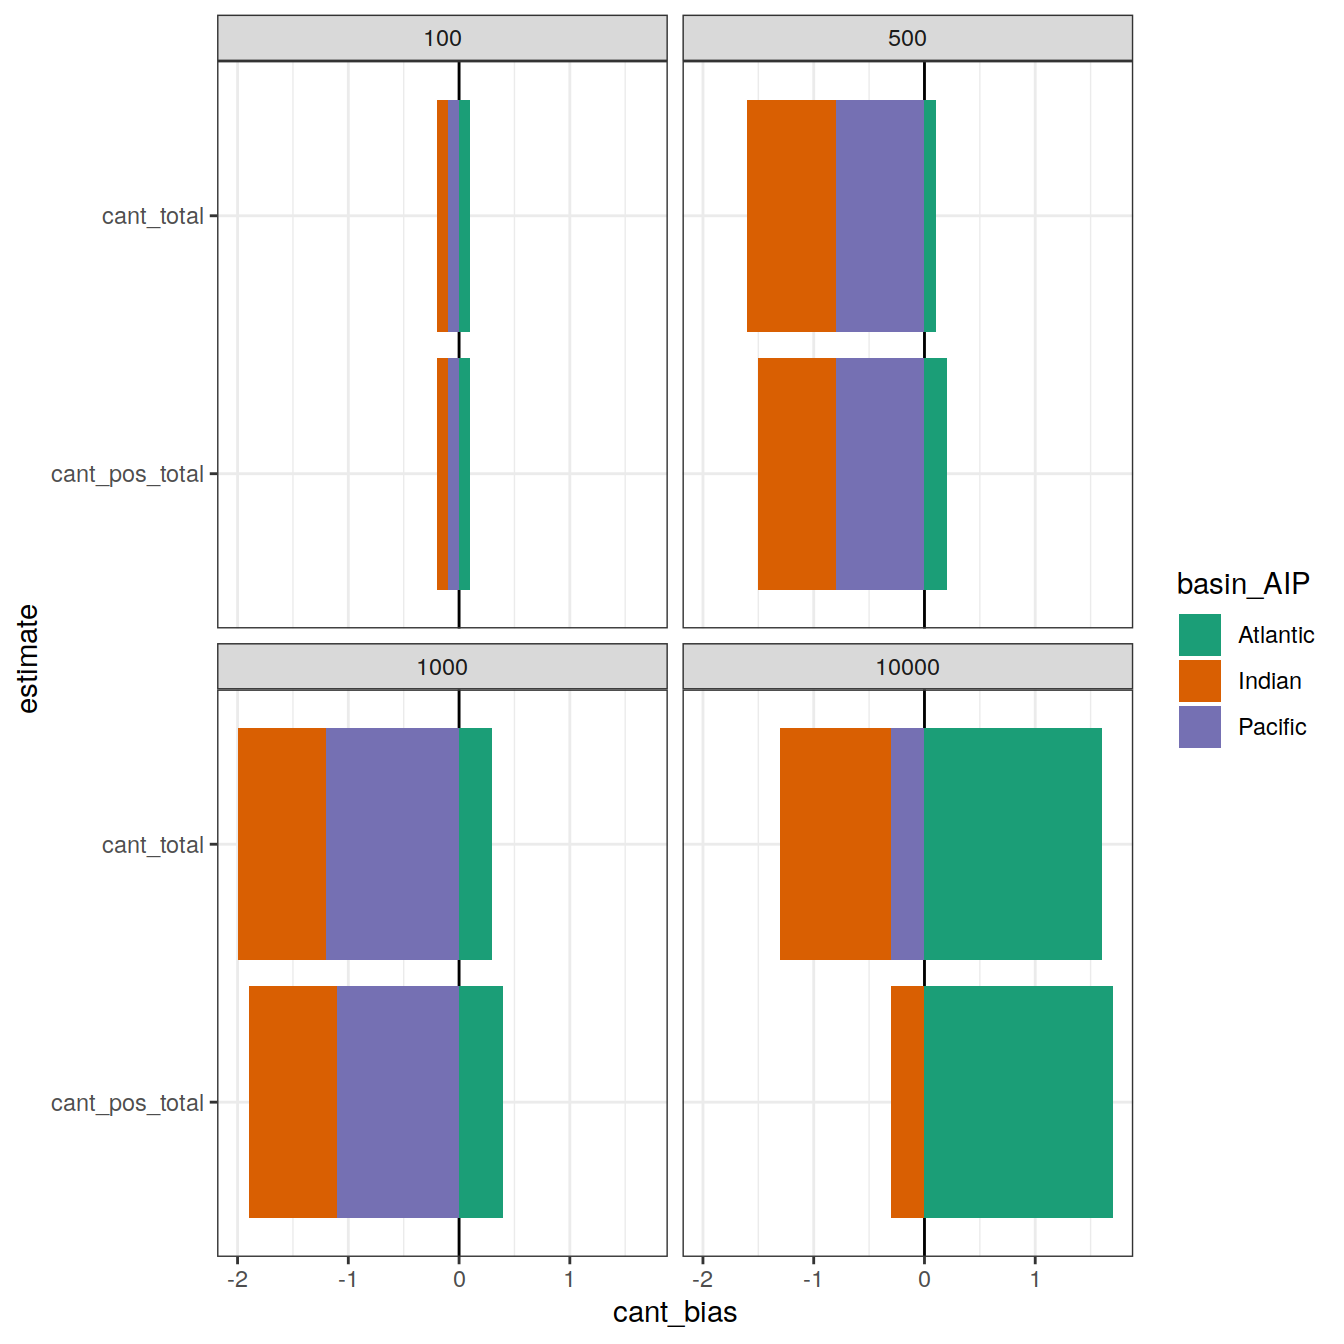 100
500
cant_total
cant_pos_total
1000
10000
cant_total
cant_pos_total
-2 -1 0 1
-2 -1 0 1
cant_bias
estimate
basin_AIP
Atlantic
Indian
Pacific